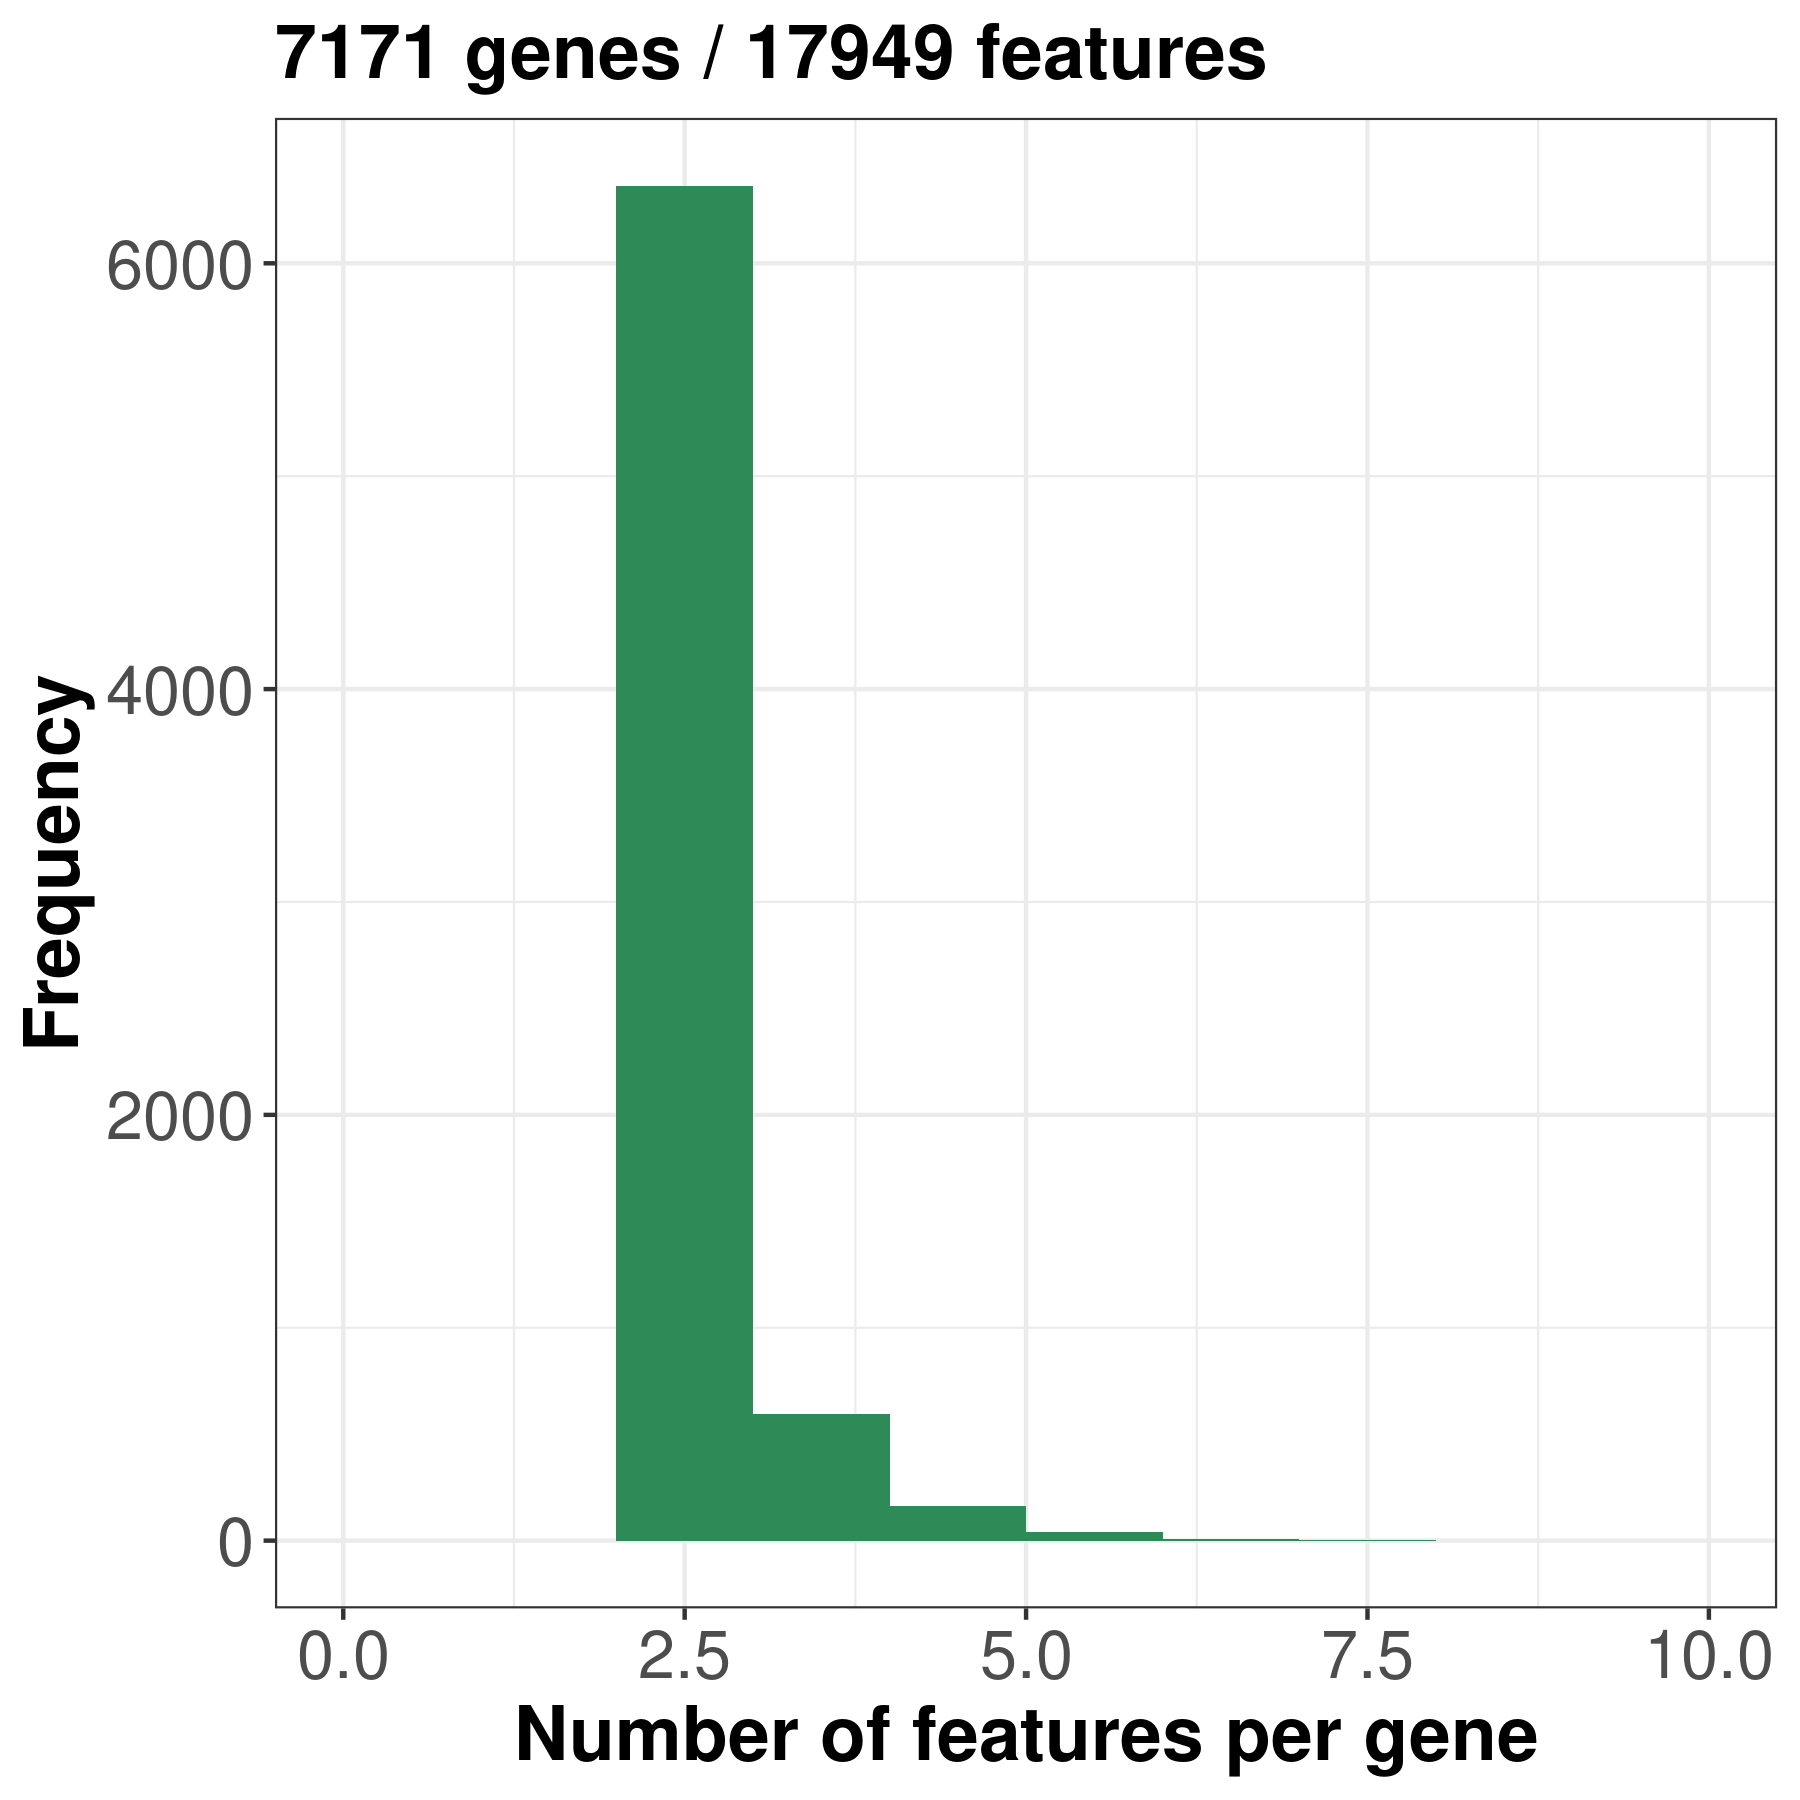 7171 genes / 17949 features
Frequency
6000
4000
2000
0
0.0 2.5 5.0 7.5 10.0
Number of features per gene